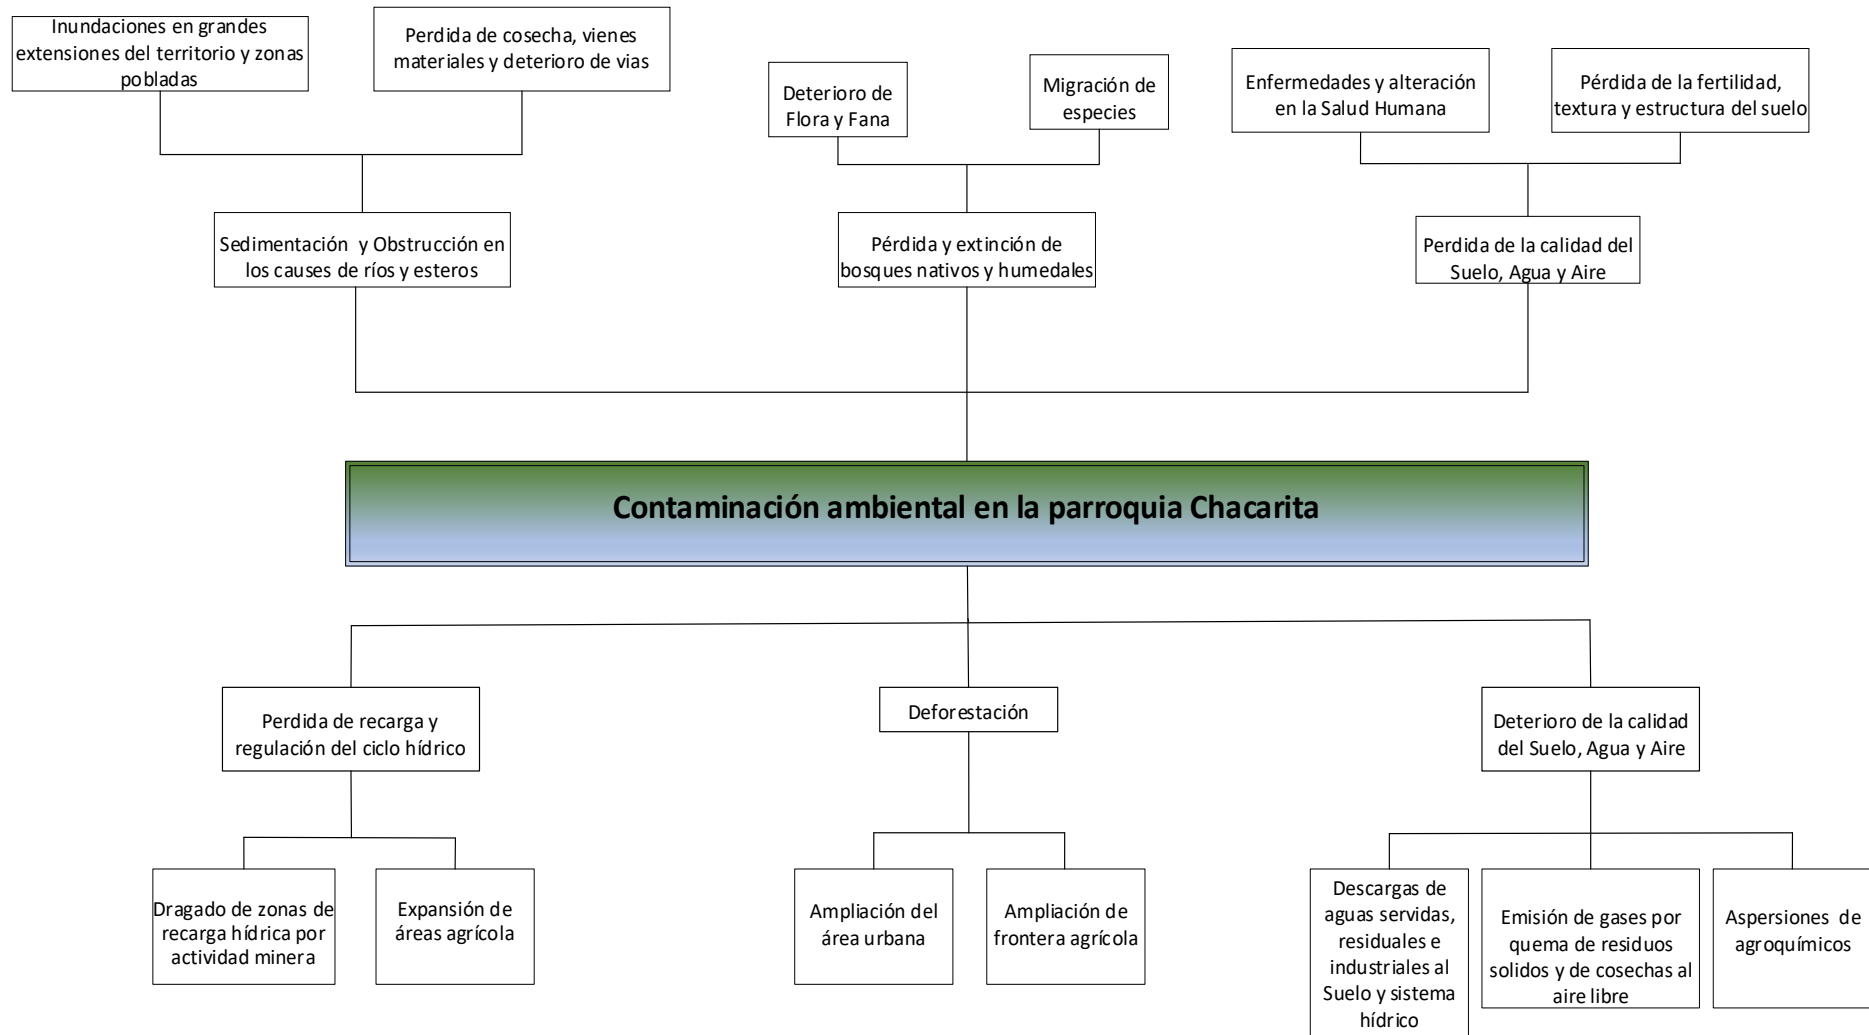 Inundaciones en grandes
extensiones del territorio y zonas
pobladas
Perdida de cosecha, vienes
materiales y deterioro de vias
Deterioro de
Flora y Fana
Migración de
especies
Enfermedades y alteración
en la Salud Humana
Pérdida de la fertilidad,
textura y estructura del suelo
Sedimentación y Obstrucción en
los causes de ríos y esteros
Pérdida y extinción de
bosques nativos y humedales
Perdida de la calidad del
Suelo, Agua y Aire
Contaminación ambiental en la parroquia Chacarita
Perdida de recarga y
regulación del ciclo hídrico
Deforestación
Deterioro de la calidad
del Suelo, Agua y Aire
Dragado de zonas de
recarga hídrica por
actividad minera
Expansión de
áreas agrícola
Ampliación del
área urbana
Ampliación de
frontera agrícola
Descargas de
aguas servidas,
residuales e
industriales al
Suelo y sistema
hídrico
Emisión de gases por
quema de residuos
solidos y de cosechas al
aire libre
Aspersiones de
agroquímicos